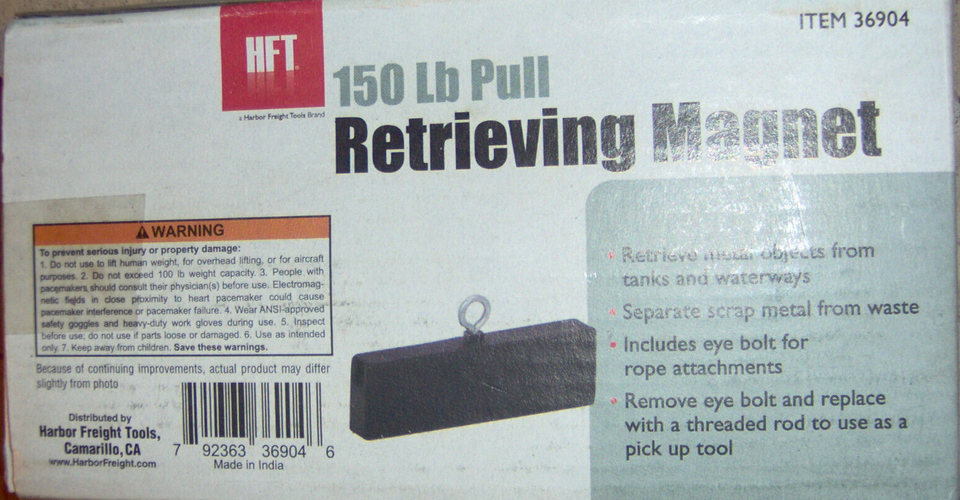 ITEM 36904
HFT
a Harbor Freight Tools Brand
150 Lb Pull
Retrieving Magnet
WARNING
To prevent serious injury or property damage:
1. Do not use to lift human weight, for overhead lifting, or for aircraft
purposes. 2. Do not exceed 100 lb weight capacity. 3. People with
pacemakers should consult their physician(s) before use. Electromag-
netic fields in close proximity to heart pacemaker could cause
pacemaker interference or pacemaker failure. 4. Wear ANSI-approved
safety goggles and heavy-duty work gloves during use. 5. Inspect
before use; do not use if parts loose or damaged. 6. Use as intended
only. 7. Keep away from children. Save these warnings.
Because of continuing improvements, actual product may differ
slightly from photo
Distributed by
Harbor Freight Tools,
Camarillo, CA
www.HarborFreight.com
7 92363 36904 6
Made in India
• Retrieve metal objects from
tanks and waterways
• Separate scrap metal from waste
• Includes eye bolt for
rope attachments
• Remove eye bolt and replace
with a threaded rod to use as a
pick up tool